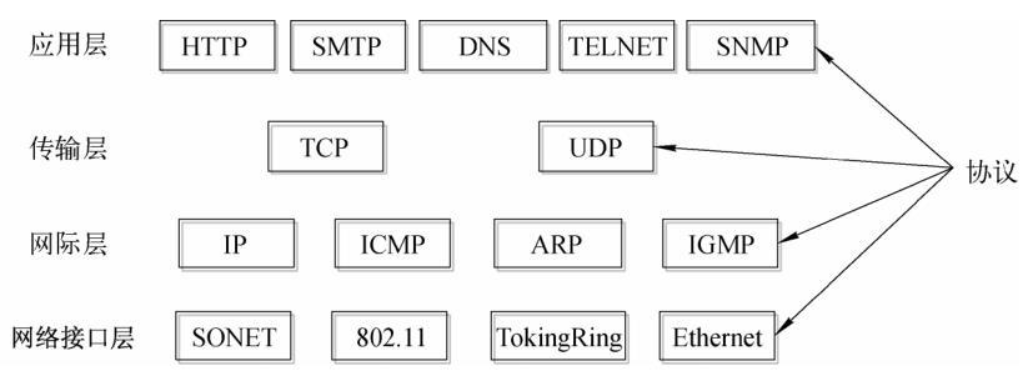 应用层 HTTP SMTP DNS TELNET SNMP
传输层 TCP UDP
协议
网际层 IP ICMP ARP IGMP
网络接口层 SONET 802.11 TokingRing Ethernet